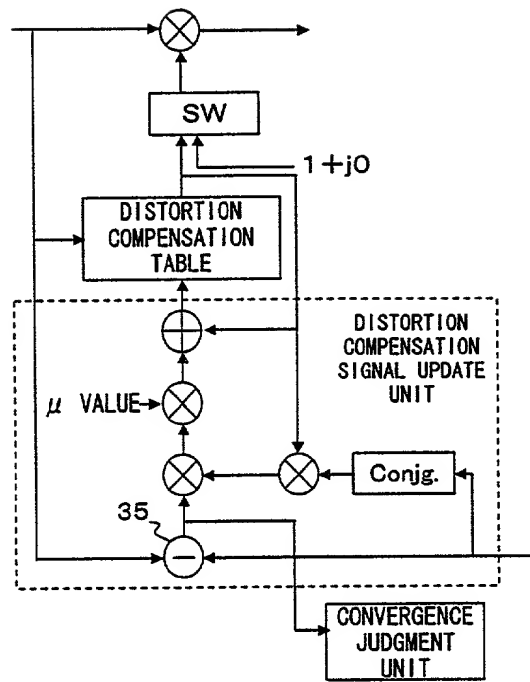 SW
1+j0
DISTORTION
COMPENSATION
TABLE
DISTORTION
COMPENSATION
SIGNAL UPDATE
UNIT
μ VALUE
Conjg.
35
CONVERGENCE
JUDGMENT
UNIT